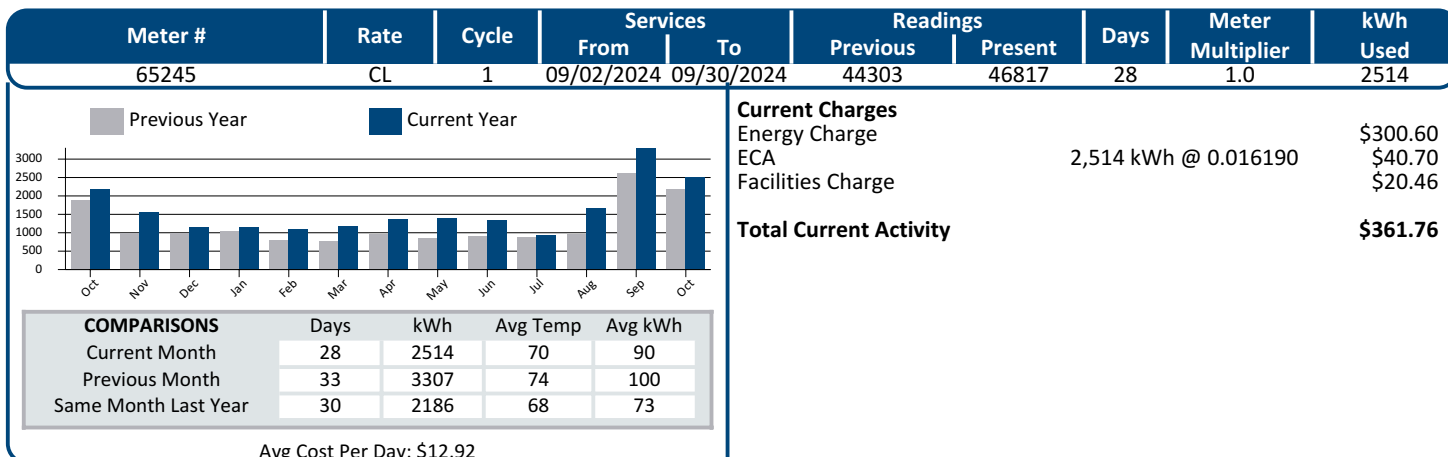 Meter # Rate Cycle Services Readings Days Meter Multiplier kWh Used
From To Previous Present
65245 CL 1 09/02/2024 09/30/2024 44303 46817 28 1.0 2514
Previous Year Current Year
3000
2500
2000
1500
1000
500
0
Oct Nov Dec Jan Feb Mar Apr May Jun Jul Aug Sep Oct
COMPARISONS Days kWh Avg Temp Avg kWh
Current Month 28 2514 70 90
Previous Month 33 3307 74 100
Same Month Last Year 30 2186 68 73
Avg Cost Per Day: $12.92
Current Charges
Energy Charge $300.60
ECA 2,514 kWh @ 0.016190 $40.70
Facilities Charge $20.46
Total Current Activity $361.76